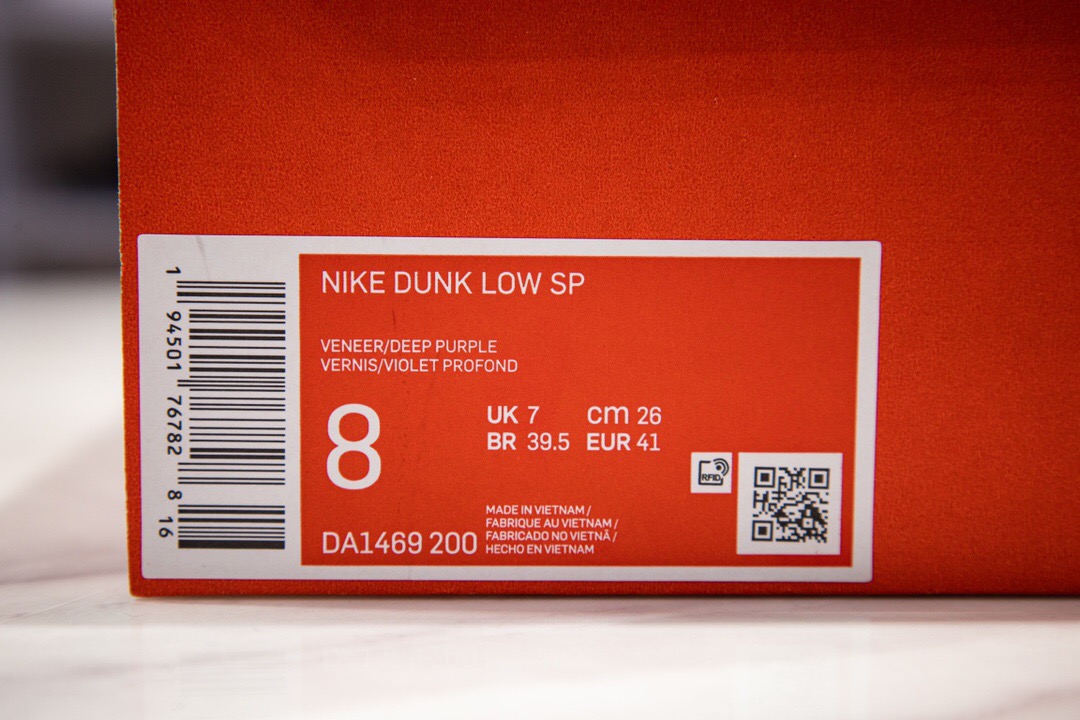 NIKE DUNK LOW SP
VENEER/DEEP PURPLE
VERNIS/VIOLET PROFOND
8
UK 7 cm 26
BR 39.5 EUR 41
RFID
DA1469 200
MADE IN VIETNAM /
FABRIQUE AU VIETNAM /
FABRICADO NO VIETNÃ /
HECHO EN VIETNAM
1 94501 76782 8 16